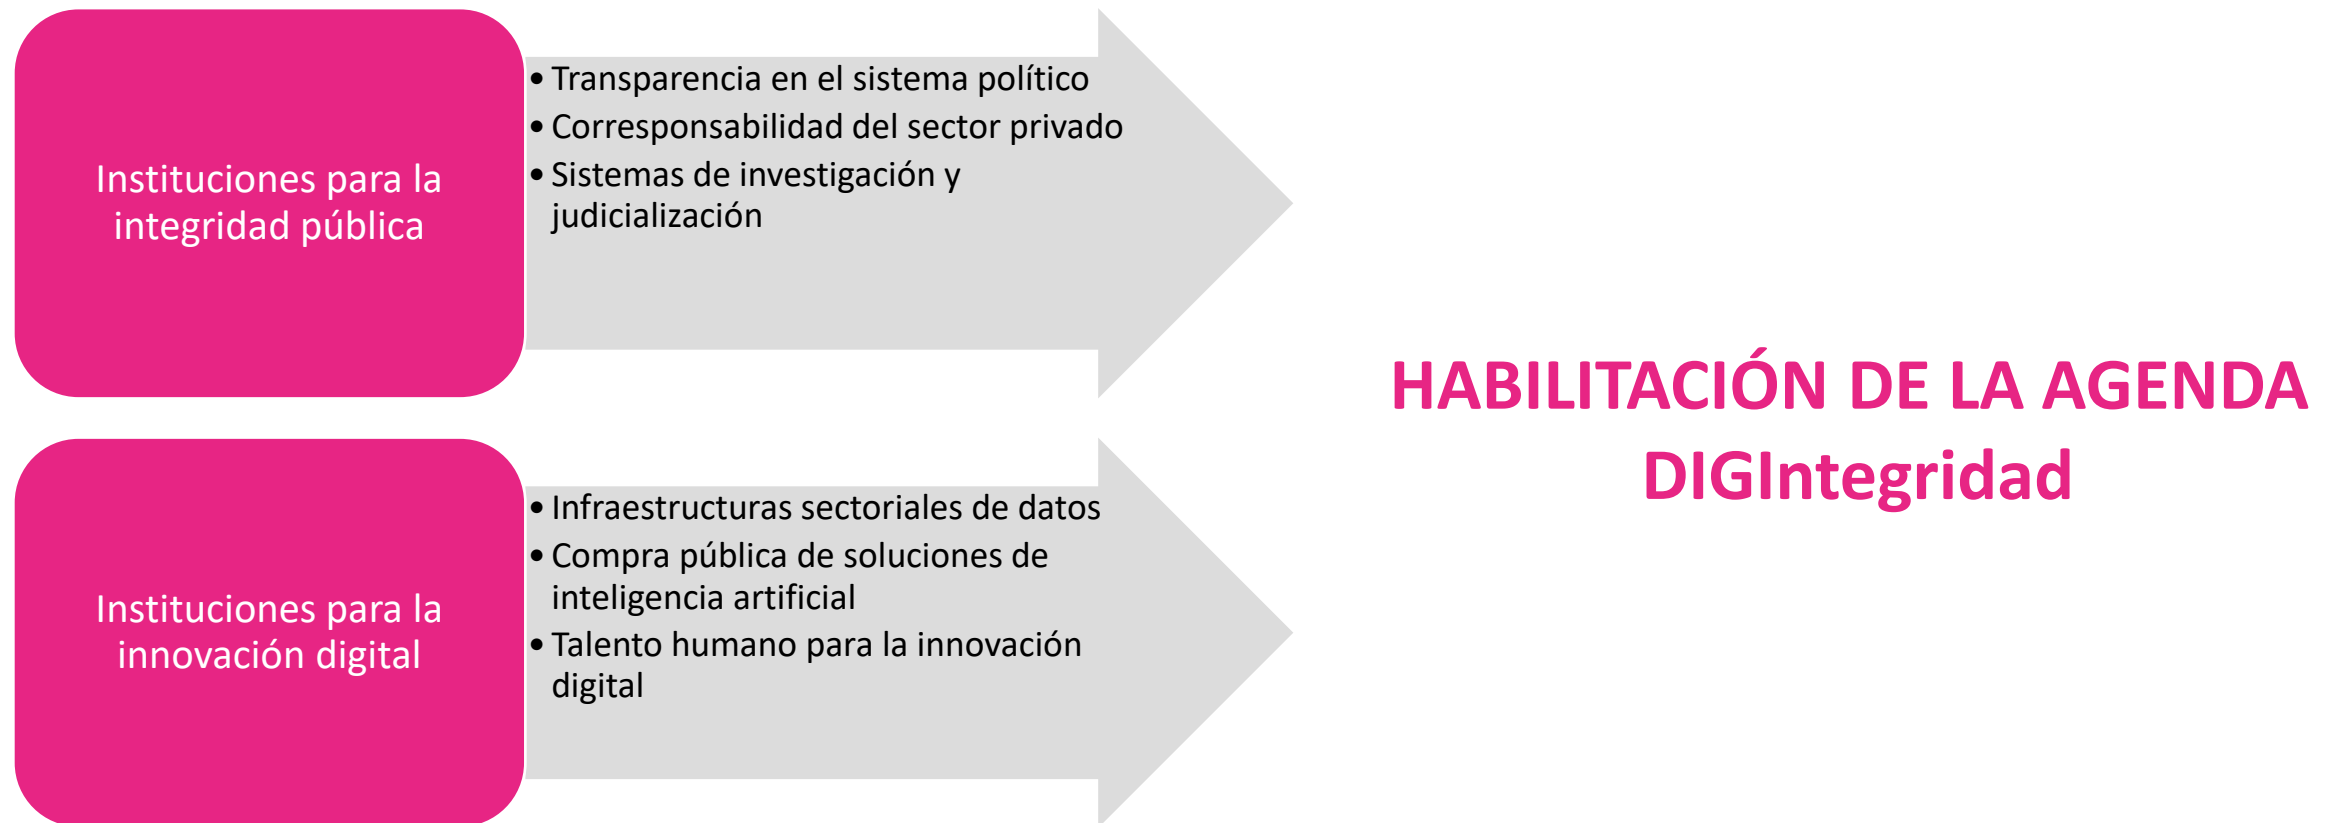 Instituciones para la
integridad pública
• Transparencia en el sistema político
• Corresponsabilidad del sector privado
• Sistemas de investigación y
judicialización
Instituciones para la
innovación digital
• Infraestructuras sectoriales de datos
• Compra pública de soluciones de
inteligencia artificial
• Talento humano para la innovación
digital
HABILITACIÓN DE LA AGENDA
DIGIntegridad